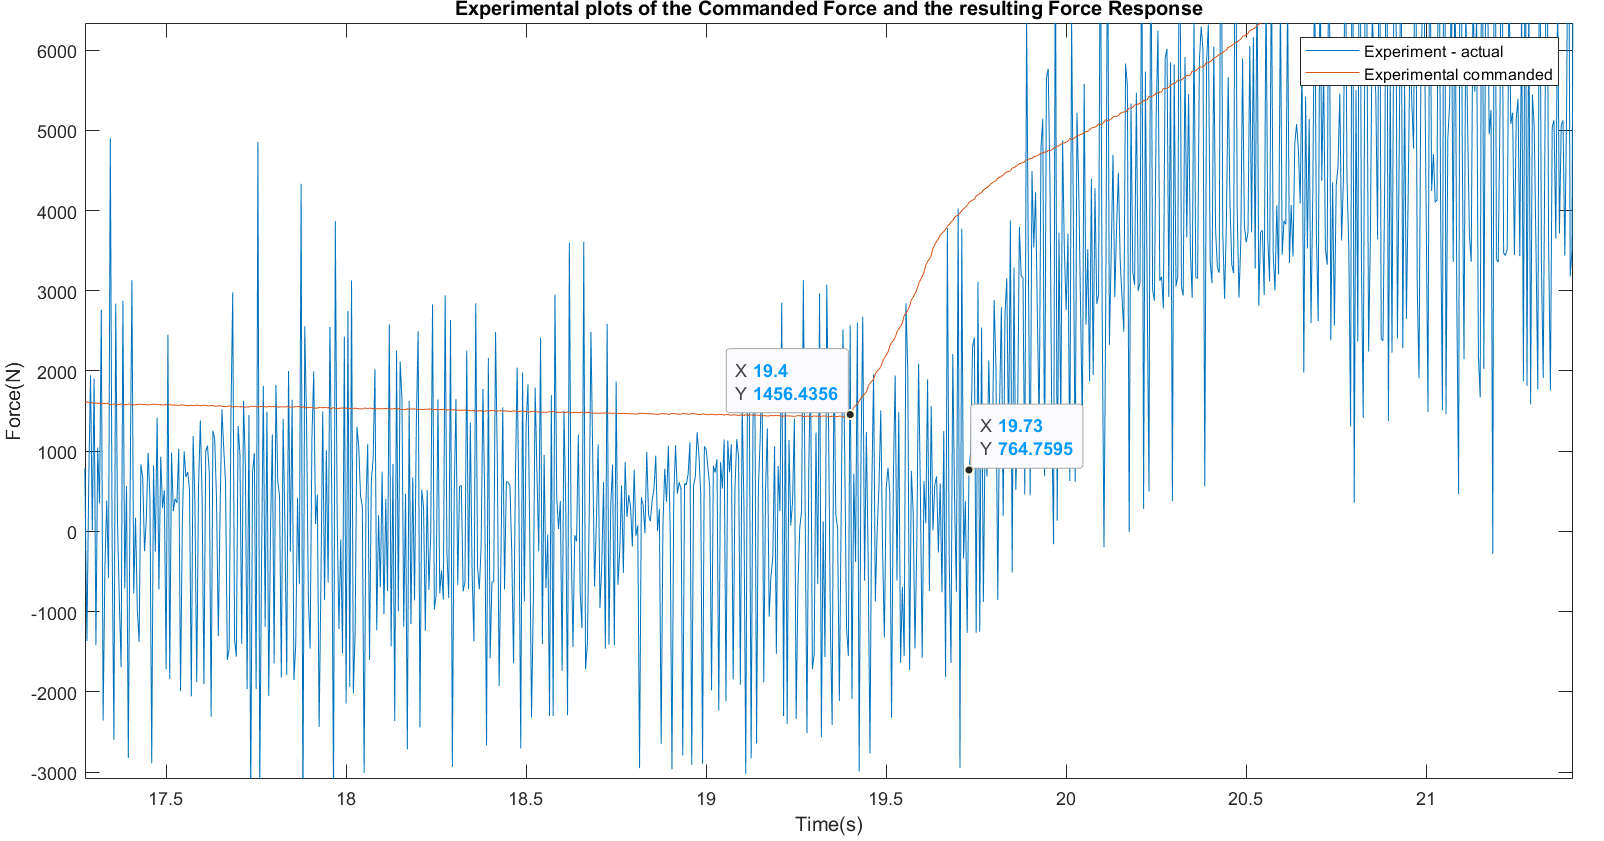 Experimental plots of the Commanded Force and the resulting Force Response
Experiment - actual
Experimental commanded
6000
5000
4000
3000
2000
1000
0
-1000
-2000
-3000
Force(N)
X 19.4
Y 1456.4356
X 19.73
Y 764.7595
17.5
18
18.5
19
19.5
20
20.5
21
Time(s)